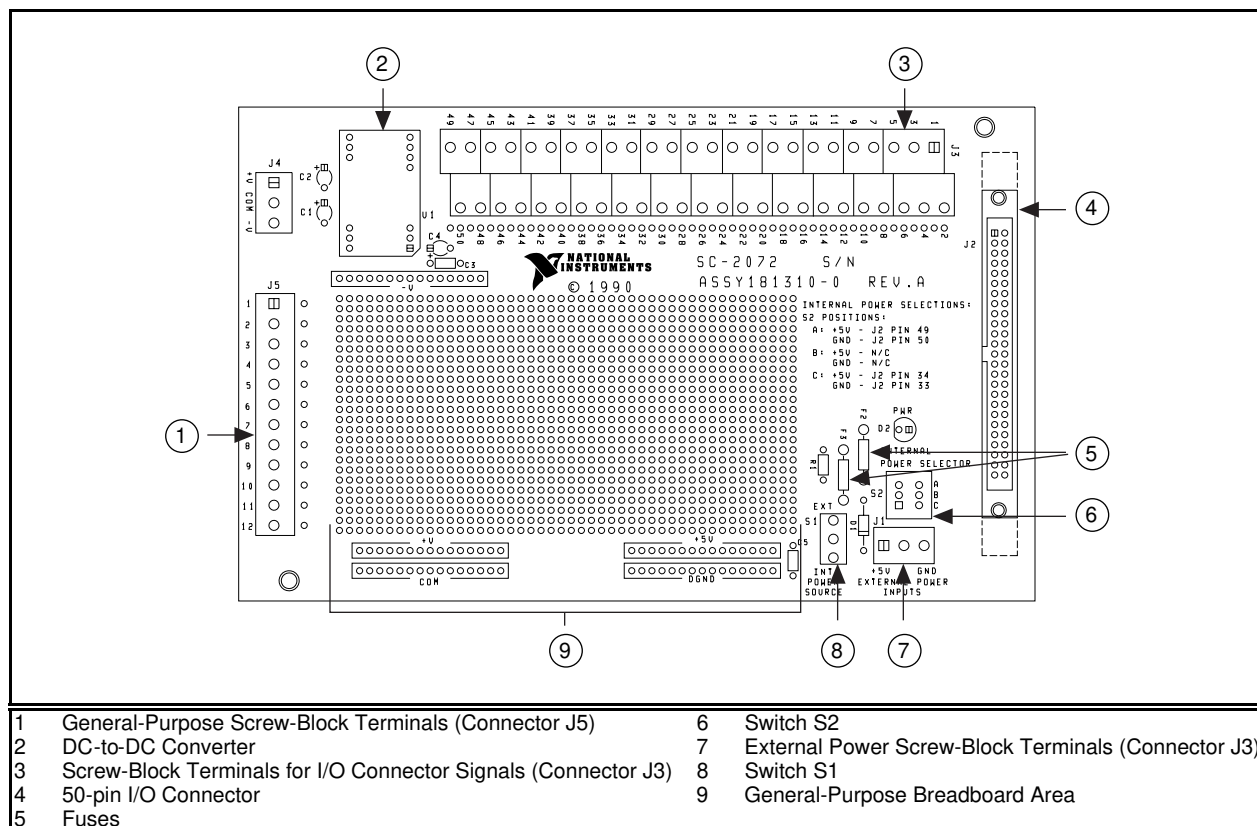 2
3
49 47 45 43 41 39 37 35 33 31 29 27 25 23 21 19 17 15 13 11 9 7 5 3 1
J3
J4
+V COM -V
C2 +
C1 +
V1
C4
+
C3
50 48 46 44 42 40 38 36 34 32 30 28 26 24 22 20 18 16 14 12 10 8 6 4 2
J2
4
NATIONAL
INSTRUMENTS
© 1990
SC-2072 S/N
ASSY181310-0 REV.A
-V
INTERNAL POWER SELECTIONS:
S2 POSITIONS:
A: +5V - J2 PIN 49
GND - J2 PIN 50
B: +5V - N/C
GND - N/C
C: +5V - J2 PIN 34
GND - J2 PIN 33
J5
1
2
3
4
5
6
7
8
9
10
11
12
1
F2
PWR
D2
F3
R1
INTERNAL
POWER SELECTOR
5
S2
A
B
C
6
EXT
S1
D1
J1
+V
+5V
C5
COM
DGND
INT
POWER
SOURCE
+5V GND
EXTERNAL POWER
INPUTS
9
8
7
1 General-Purpose Screw-Block Terminals (Connector J5)
2 DC-to-DC Converter
3 Screw-Block Terminals for I/O Connector Signals (Connector J3)
4 50-pin I/O Connector
5 Fuses
6 Switch S2
7 External Power Screw-Block Terminals (Connector J3)
8 Switch S1
9 General-Purpose Breadboard Area